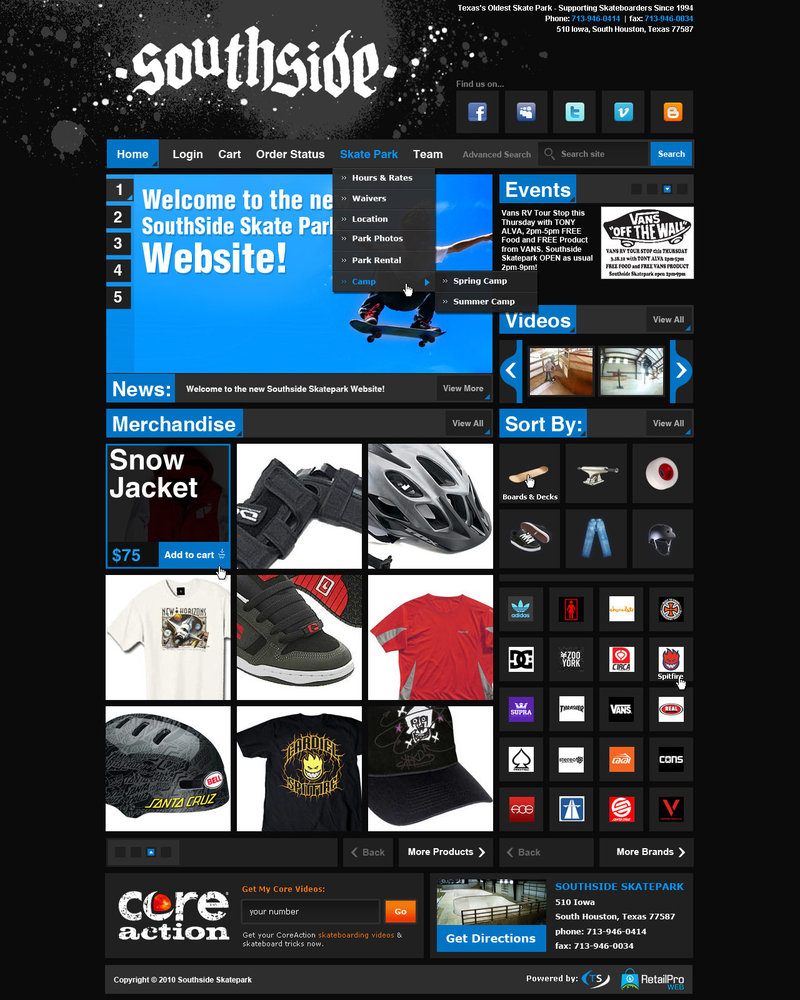 Texas's Oldest Skate Park - Supporting Skateboarders Since 1994
Phone: 713-946-0414 | fax: 713-946-0034
510 Iowa, South Houston, Texas 77587
·southside·
Find us on...
Home Login Cart Order Status Skate Park Team Advanced Search Search site Search
Hours & Rates
Waivers
Location
Park Photos
Park Rental
Camp
Spring Camp
Summer Camp
1
2
3
4
5
Welcome to the ne
SouthSide Skate Par
Website!
News: Welcome to the new Southside Skatepark Website! View More
Events
Vans RV Tour Stop this
Thursday with TONY
ALVA, 2pm-5pm FREE
Food and FREE Product
from VANS. Southside
Skatepark OPEN as usual
2pm-9pm!
VANS
"OFF THE WALL"
VANS RV TOUR STOP this THURSDAY
3.18.10 with TONY ALVA 2pm-5pm
FREE FOOD and FREE VANS PRODUCT
SouthSide Skatepark open 2pm-9pm
Videos View All
Merchandise View All
Snow
Jacket
$75 Add to cart
NEW HORIZONS
BELL
SANTA CRUZ
CARDIEL
SPITFIRE
Sort By: View All
Boards & Decks
adidas
DC
ZOO
YORK
CIRCA
Spitfire
SUPRA
THRASHER
VANS
REAL
CONS
Back More Products
Back More Brands
core
action
Get My Core Videos:
your number Go
Get your CoreAction skateboarding videos &
skateboard tricks now.
Get Directions
SOUTHSIDE SKATEPARK
510 Iowa
South Houston, Texas 77587
phone: 713-946-0414
fax: 713-946-0034
Copyright © 2010 Southside Skatepark
Powered by: TS RetailPro
WEB